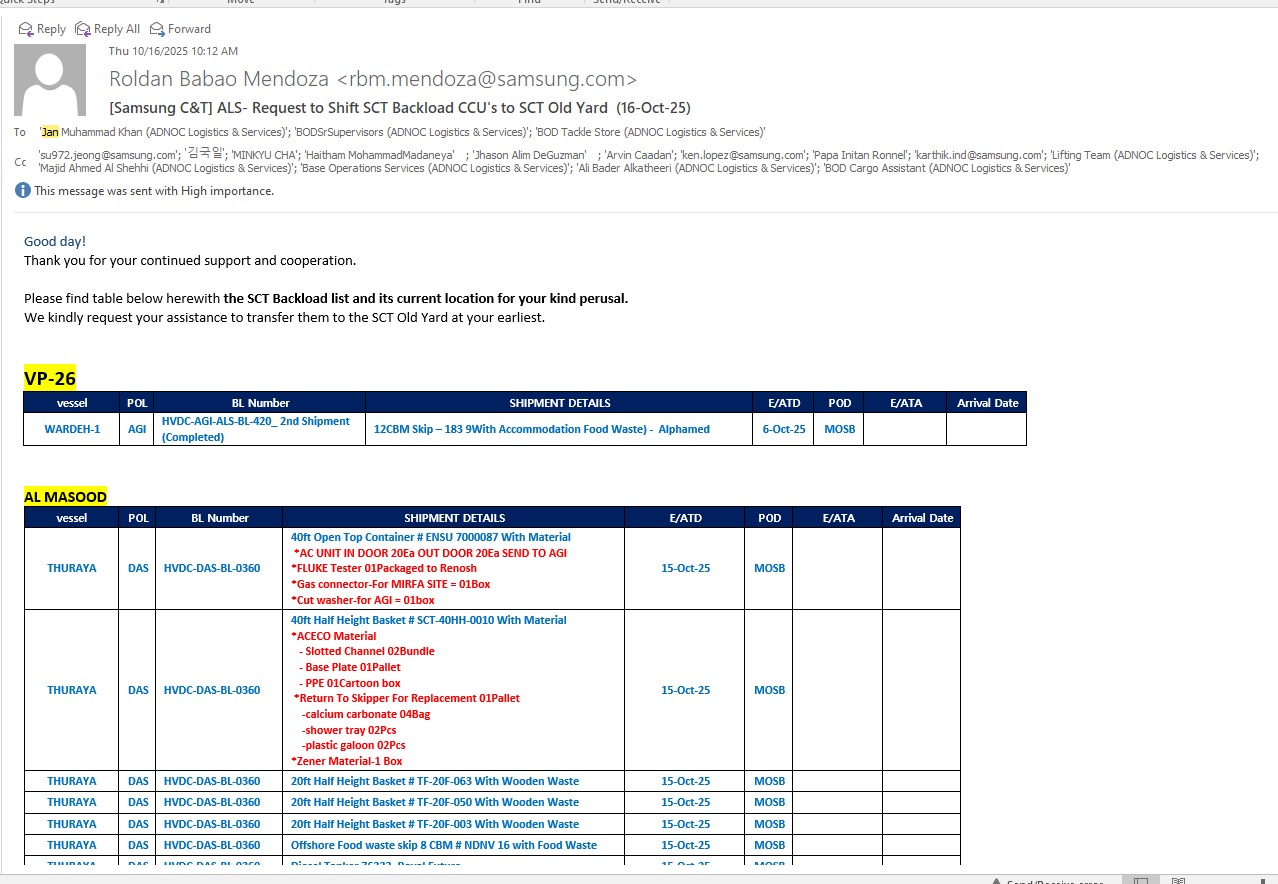 Quick Steps Move Tags Find Send/Receive
Reply Reply All Forward
Thu 10/16/2025 10:12 AM
Roldan Babao Mendoza <rbm.mendoza@samsung.com>
[Samsung C&T] ALS- Request to Shift SCT Backload CCU's to SCT Old Yard (16-Oct-25)
To 'Jan Muhammad Khan (ADNOC Logistics & Services)'; 'BODSrSupervisors (ADNOC Logistics & Services)'; 'BOD Tackle Store (ADNOC Logistics & Services)'
Cc 'su972.jeong@samsung.com'; '김국일'; 'MINKYU CHA'; 'Haitham MohammadMadaneya' ; 'Jhason Alim DeGuzman' ; 'Arvin Caadan'; 'ken.lopez@samsung.com'; 'Papa Initan Ronnel'; 'karthik.ind@samsung.com'; 'Lifting Team (ADNOC Logistics & Services)';
'Majid Ahmed Al Shehhi (ADNOC Logistics & Services)'; 'Base Operations Services (ADNOC Logistics & Services)'; 'Ali Bader Alkatheeri (ADNOC Logistics & Services)'; 'BOD Cargo Assistant (ADNOC Logistics & Services)'
This message was sent with High importance.
Good day!
Thank you for your continued support and cooperation.
Please find table below herewith the SCT Backload list and its current location for your kind perusal.
We kindly request your assistance to transfer them to the SCT Old Yard at your earliest.
VP-26
vessel POL BL Number SHIPMENT DETAILS E/ATD POD E/ATA Arrival Date
WARDEH-1 AGI HVDC-AGI-ALS-BL-420_ 2nd Shipment (Completed) 12CBM Skip – 183 9With Accommodation Food Waste) - Alphamed 6-Oct-25 MOSB
AL MASOOD
vessel POL BL Number SHIPMENT DETAILS E/ATD POD E/ATA Arrival Date
THURAYA DAS HVDC-DAS-BL-0360 40ft Open Top Container # ENSU 7000087 With Material 15-Oct-25 MOSB
*AC UNIT IN DOOR 20Ea OUT DOOR 20Ea SEND TO AGI
*FLUKE Tester 01Packaged to Renosh
*Gas connector-For MIRFA SITE = 01Box
*Cut washer-for AGI = 01box
THURAYA DAS HVDC-DAS-BL-0360 40ft Half Height Basket # SCT-40HH-0010 With Material 15-Oct-25 MOSB
*ACECO Material
- Slotted Channel 02Bundle
- Base Plate 01Pallet
- PPE 01Cartoon box
*Return To Skipper For Replacement 01Pallet
-calcium carbonate 04Bag
-shower tray 02Pcs
-plastic galoon 02Pcs
*Zener Material-1 Box
THURAYA DAS HVDC-DAS-BL-0360 20ft Half Height Basket # TF-20F-063 With Wooden Waste 15-Oct-25 MOSB
THURAYA DAS HVDC-DAS-BL-0360 20ft Half Height Basket # TF-20F-050 With Wooden Waste 15-Oct-25 MOSB
THURAYA DAS HVDC-DAS-BL-0360 20ft Half Height Basket # TF-20F-003 With Wooden Waste 15-Oct-25 MOSB
THURAYA DAS HVDC-DAS-BL-0360 Offshore Food waste skip 8 CBM # NDNV 16 with Food Waste 15-Oct-25 MOSB
THURAYA DAS HVDC-DAS-BL-0360 15-Oct-25 MOSB
Send/Receive error